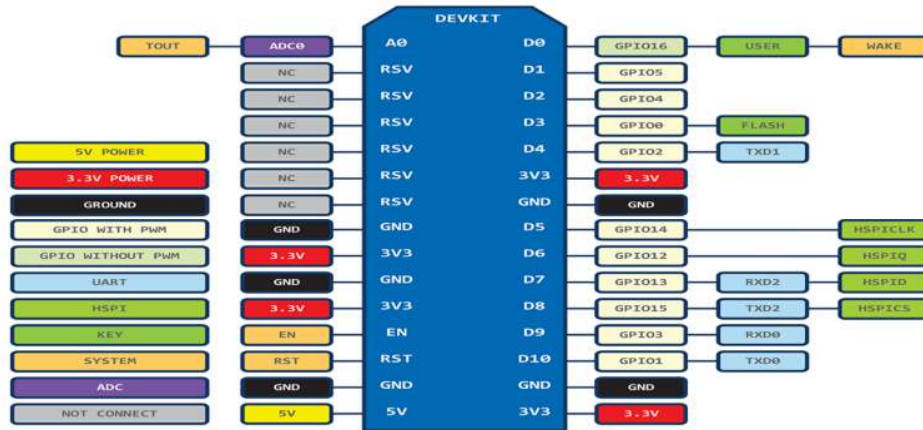 DEVKIT
TOUT ADC0 A0 D0 GPIO16 USER WAKE
NC RSV D1 GPIO5
NC RSV D2 GPIO4
NC RSV D3 GPIO0 FLASH
5V POWER NC RSV D4 GPIO2 TXD1
3.3V POWER NC RSV 3V3 3.3V
GROUND NC RSV GND GND
GPIO WITH PWM GND GND D5 GPIO14 HSPICLK
GPIO WITHOUT PWM 3.3V 3V3 D6 GPIO12 HSPIQ
UART GND GND D7 GPIO13 RXD2 HSPID
HSPI 3.3V 3V3 D8 GPIO15 TXD2 HSPICS
KEY EN EN D9 GPIO3 RXD0
SYSTEM RST RST D10 GPIO1 TXD0
ADC GND GND GND GND
NOT CONNECT 5V 5V 3V3 3.3V